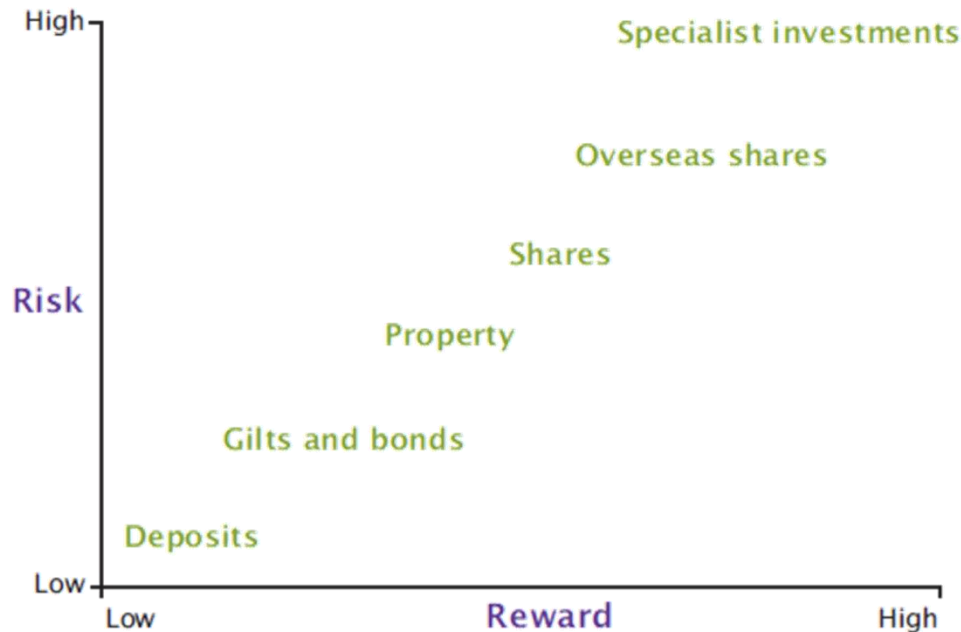 High
Specialist investments
Overseas shares
Shares
Risk
Property
Gilts and bonds
Deposits
Low
Low
Reward
High